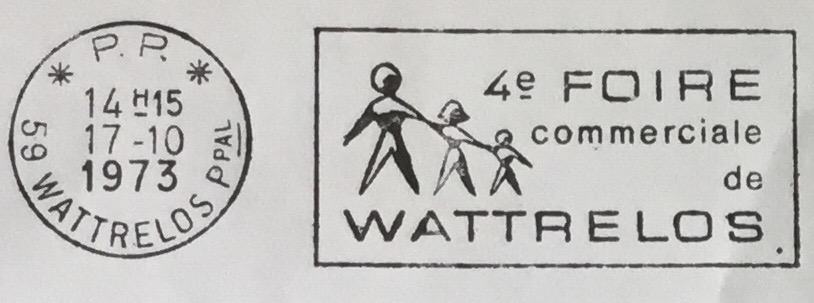 * P. P. *
14 H 15
17-10
1973
59 WATTRELOS PPAL
4e FOIRE
commerciale
de
WATTRELOS.